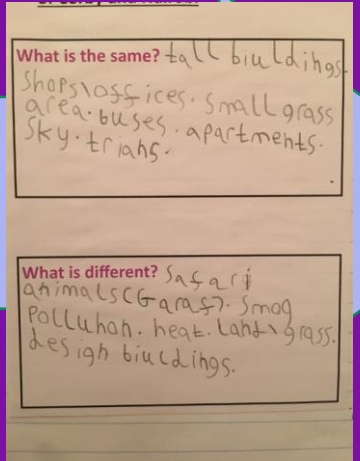 What is the same? tall biuldings.
Shops\offices. Small grass
area. buses. apartments.
Sky. trians.
What is different? Safari
animals(Garaf). Smog
Polluhon. heat. Land\grass.
design biucldings.